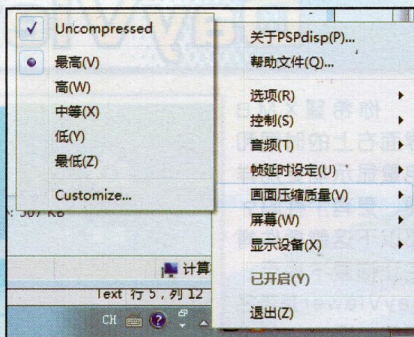 Uncompressed
最高(V)
高(W)
中等(X)
低(Y)
最低(Z)
Customize...
关于PSPdisp(P)...
帮助文件(Q)...
选项(R)
控制(S)
音频(T)
帧延时设定(U)
画面压缩质量(V)
屏幕(W)
显示设备(X)
已开启(Y)
退出(Z)
507 KB
计算
Text 行 5，列 12
CH